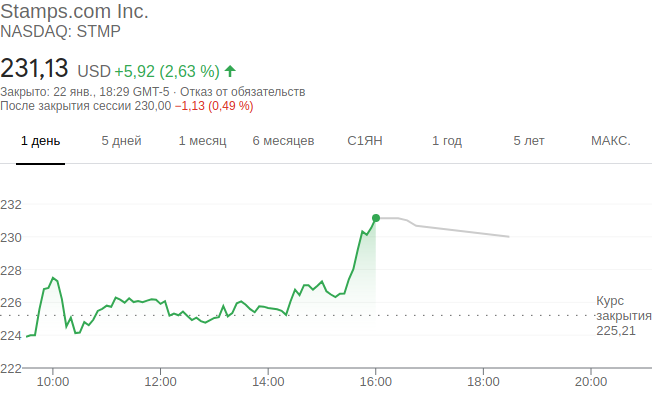 Stamps.com Inc.
NASDAQ: STMP
231,13 USD +5,92 (2,63 %)
Закрыто: 22 янв., 18:29 GMT-5 · Отказ от обязательств
После закрытия сессии 230,00 −1,13 (0,49 %)
1 день 5 дней 1 месяц 6 месяцев С1ЯН 1 год 5 лет МАКС.
232
230
228
226
224
222
Курс
закрытия
225,21
10:00 12:00 14:00 16:00 18:00 20:00